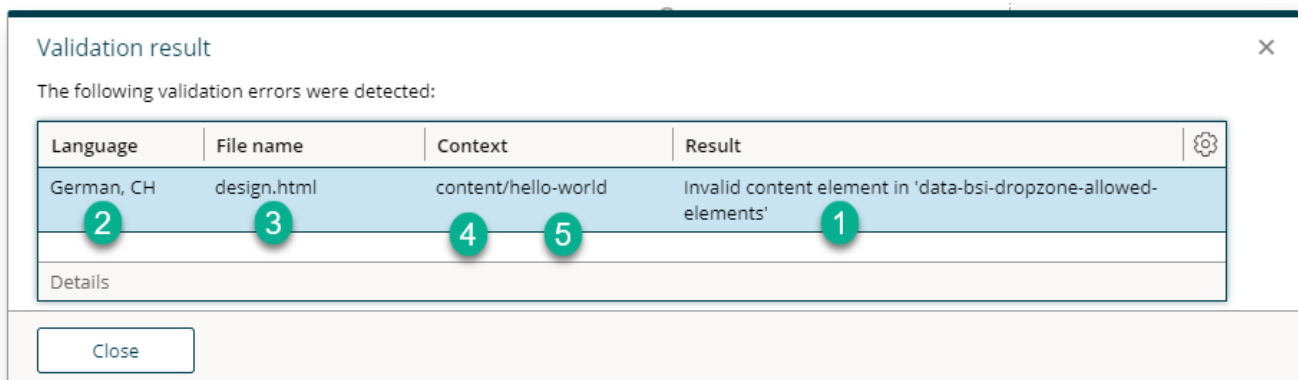 Validation result
The following validation errors were detected:
Language File name Context Result
German, CH design.html content/hello-world Invalid content element in 'data-bsi-dropzone-allowed-
elements'
2 3 4 5 1
Details
Close